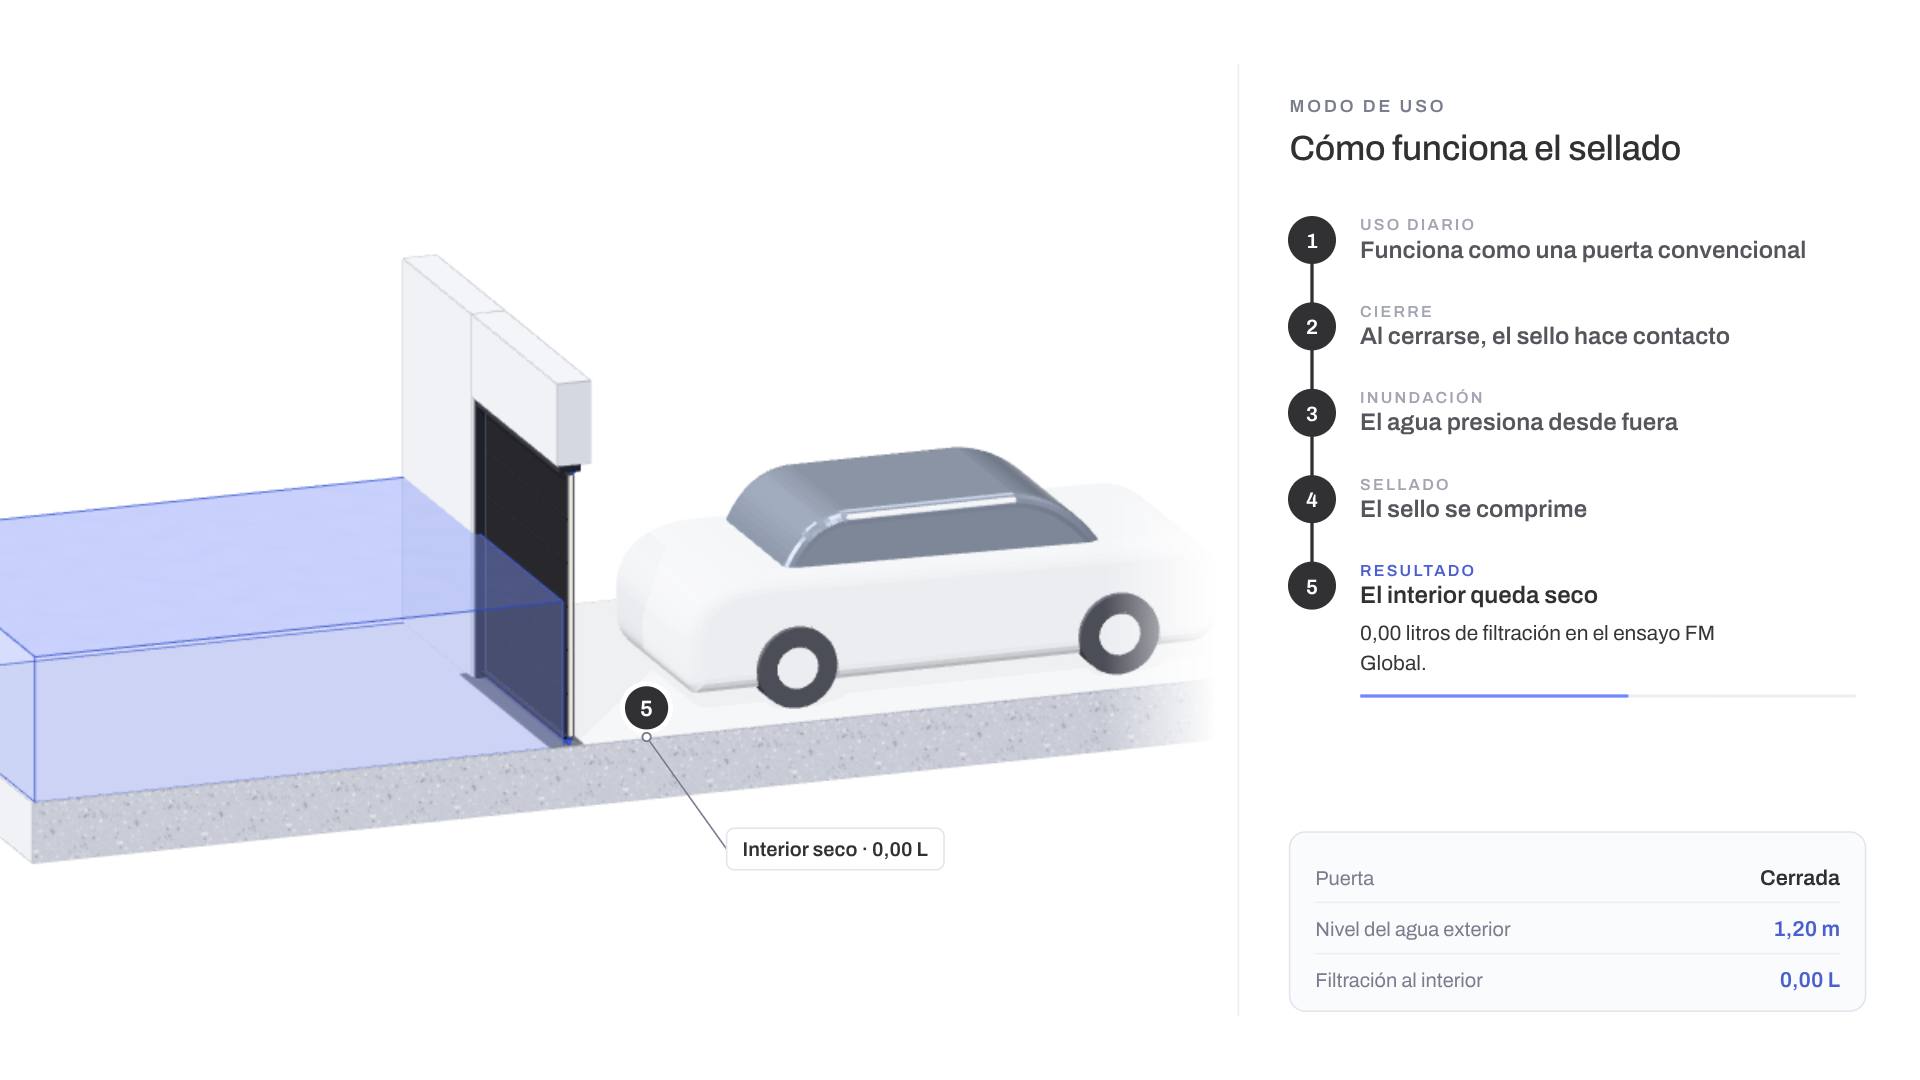 MODO DE USO
Cómo funciona el sellado
1
USO DIARIO
Funciona como una puerta convencional
2
CIERRE
Al cerrarse, el sello hace contacto
3
INUNDACIÓN
El agua presiona desde fuera
4
SELLADO
El sello se comprime
5
RESULTADO
El interior queda seco
0,00 litros de filtración en el ensayo FM
Global.
5
Interior seco · 0,00 L
Puerta Cerrada
Nivel del agua exterior 1,20 m
Filtración al interior 0,00 L